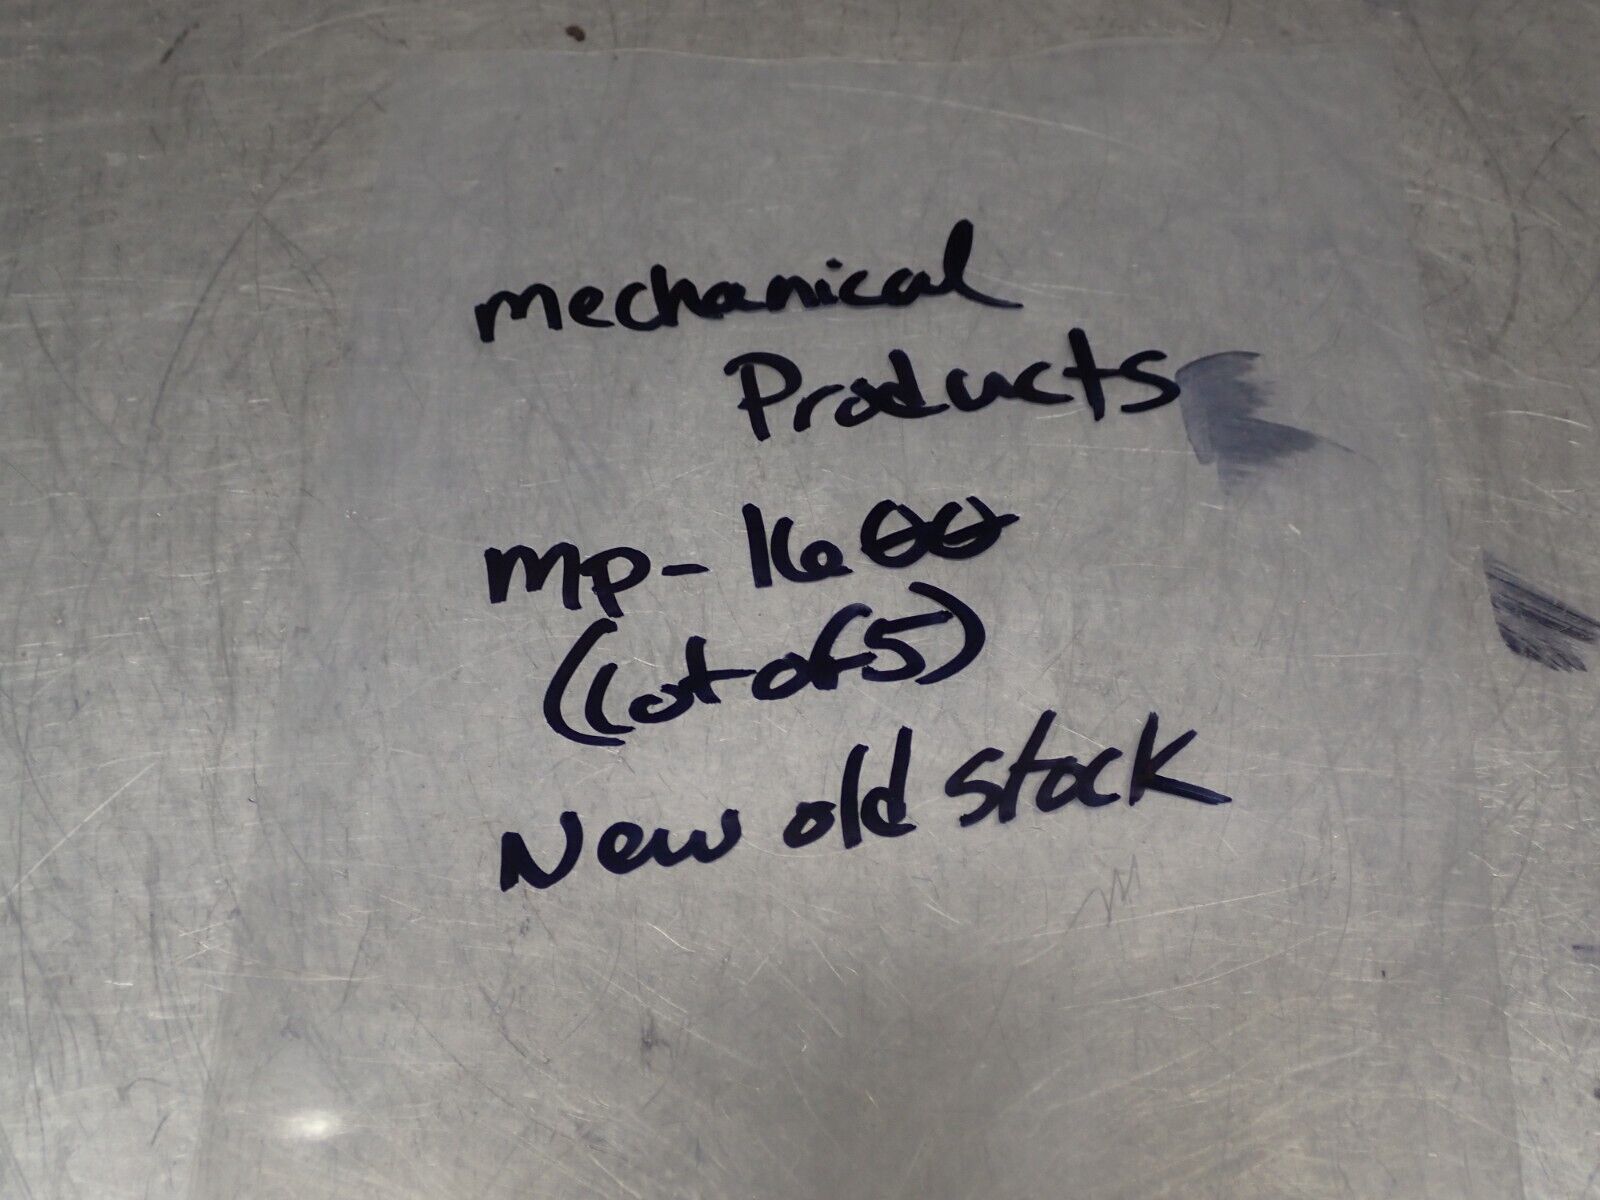 mechanical
Products
mp-1600
(Lot of 5)
New old stock